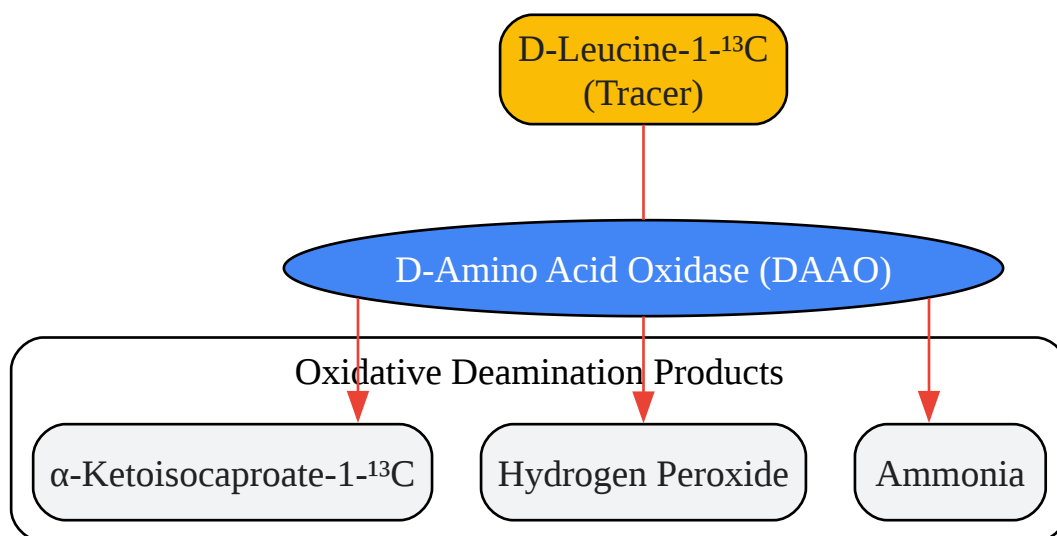 D-Leucine-1-¹³C
(Tracer)
D-Amino Acid Oxidase (DAAO)
Oxidative Deamination Products
α-Ketoisocaproate-1-¹³C
Hydrogen Peroxide
Ammonia